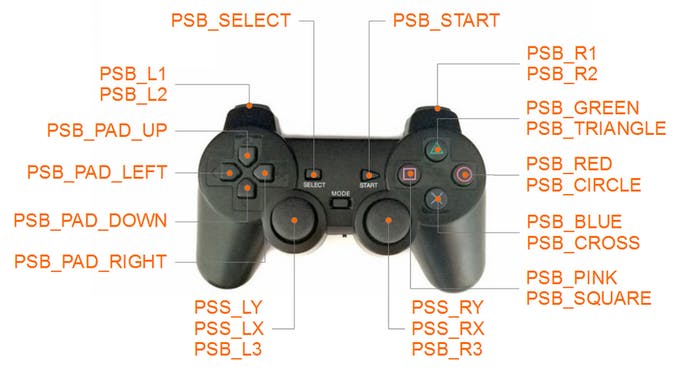 PSB_SELECT
PSB_START
PSB_L1
PSB_L2
PSB_R1
PSB_R2
PSB_PAD_UP
PSB_GREEN
PSB_TRIANGLE
PSB_PAD_LEFT
PSB_RED
PSB_CIRCLE
SELECT
MODE
START
PSB_PAD_DOWN
PSB_BLUE
PSB_CROSS
PSB_PAD_RIGHT
PSB_PINK
PSB_SQUARE
PSS_LY
PSS_LX
PSB_L3
PSS_RY
PSS_RX
PSB_R3